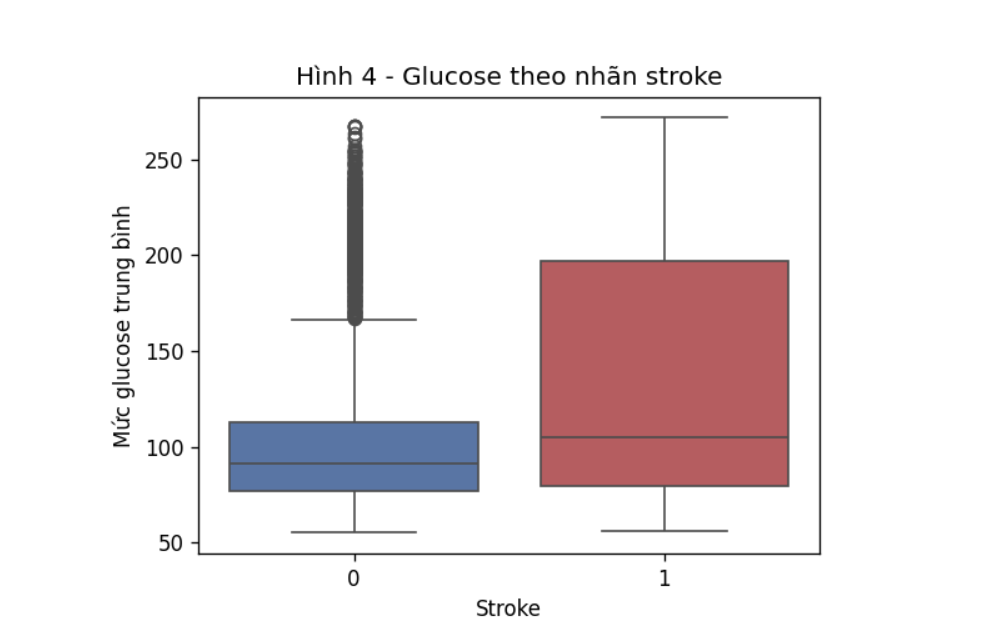 Hình 4 - Glucose theo nhãn stroke
Mức glucose trung bình
250
200
150
100
50
0
1
Stroke